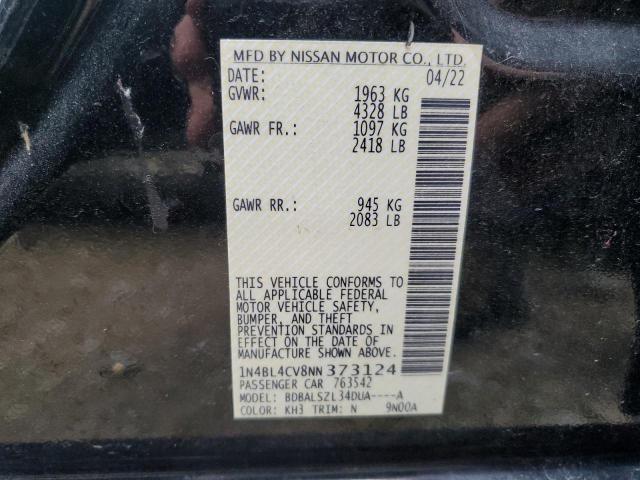 MFD BY NISSAN MOTOR CO., LTD.
DATE: 04/22
GVWR: 1963 KG
4328 LB
GAWR FR.: 1097 KG
2418 LB
GAWR RR.: 945 KG
2083 LB
THIS VEHICLE CONFORMS TO
ALL APPLICABLE FEDERAL
MOTOR VEHICLE SAFETY,
BUMPER, AND THEFT
PREVENTION STANDARDS IN
EFFECT ON THE DATE OF
MANUFACTURE SHOWN ABOVE.
1N4BL4CV8NN 373124
PASSENGER CAR 763542
MODEL: BDBALSZL34DUA----A
COLOR: KH3 TRIM: N 9N00A